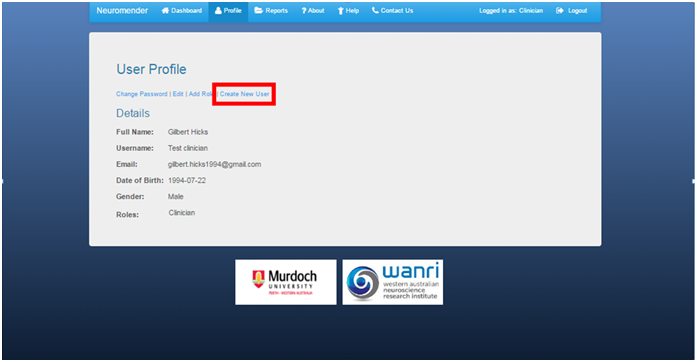 Neuromender Dashboard Profile Reports ? About Help Contact Us Logged in as: Clinician Logout
User Profile
Change Password | Edit | Add Role | Create New User
Details
Full Name: Gilbert Hicks
Username: Test clinician
Email: gilbert.hicks1994@gmail.com
Date of Birth: 1994-07-22
Gender: Male
Roles: Clinician
Murdoch
UNIVERSITY
PERTH - WESTERN AUSTRALIA
wanri
western australian
neuroscience
research institute